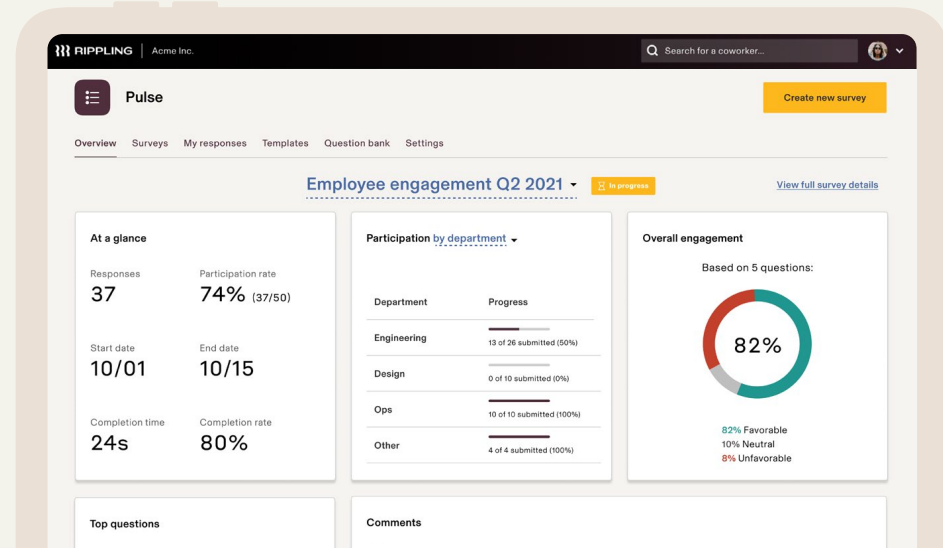 RIPPLING Acme Inc. Search for a coworker...
Pulse Create new survey
Overview Surveys My responses Templates Question bank Settings
Employee engagement Q2 2021 In progress View full survey details
At a glance
Responses Participation rate
37 74% (37/50)
Start date End date
10/01 10/15
Completion time Completion rate
24s 80%
Participation by department
Department Progress
Engineering 13 of 26 submitted (50%)
Design 0 of 10 submitted (0%)
Ops 10 of 10 submitted (100%)
Other 4 of 4 submitted (100%)
Overall engagement
Based on 5 questions:
82%
82% Favorable
10% Neutral
8% Unfavorable
Top questions
Comments